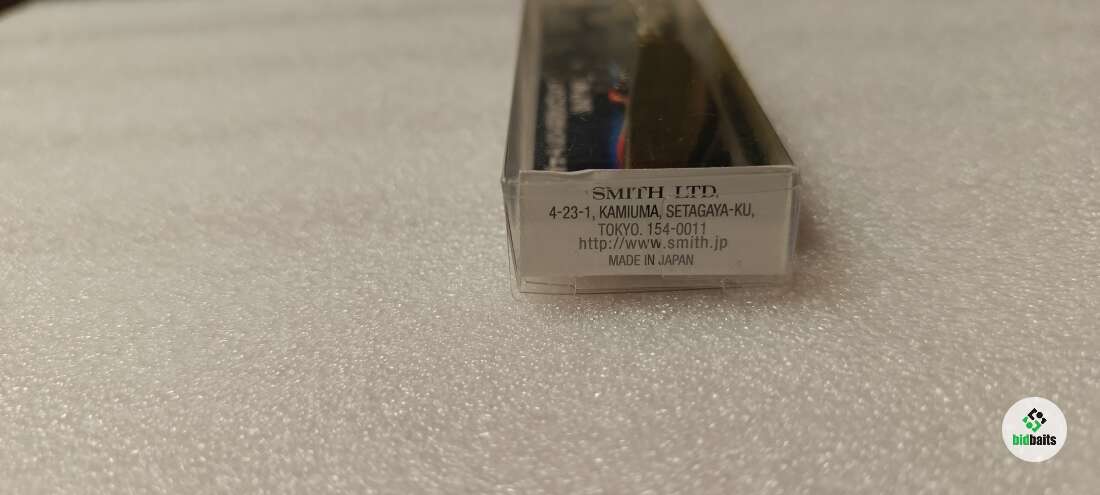 SMITH LTD.
4-23-1, KAMIUMA, SETAGAYA-KU,
TOKYO. 154-0011
http://www.smith.jp
MADE IN JAPAN
bidbaits